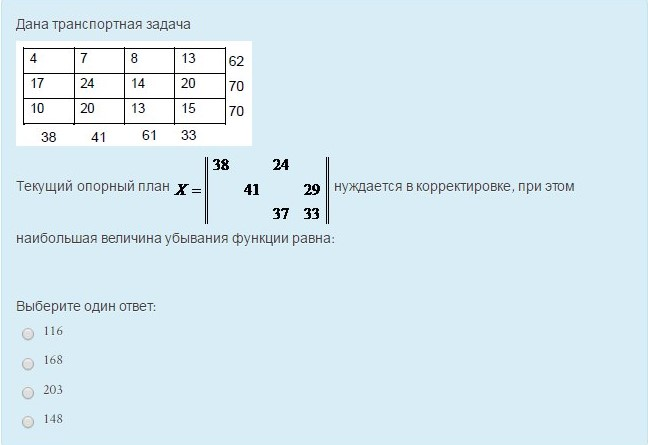 Дана транспортная задача
4 7 8 13 62
17 24 14 20 70
10 20 13 15 70
38 41 61 33
38 24
Текущий опорный план X = 41 29 нуждается в корректировке, при этом
37 33
наибольшая величина убывания функции равна:
Выберите один ответ:
116
168
203
148